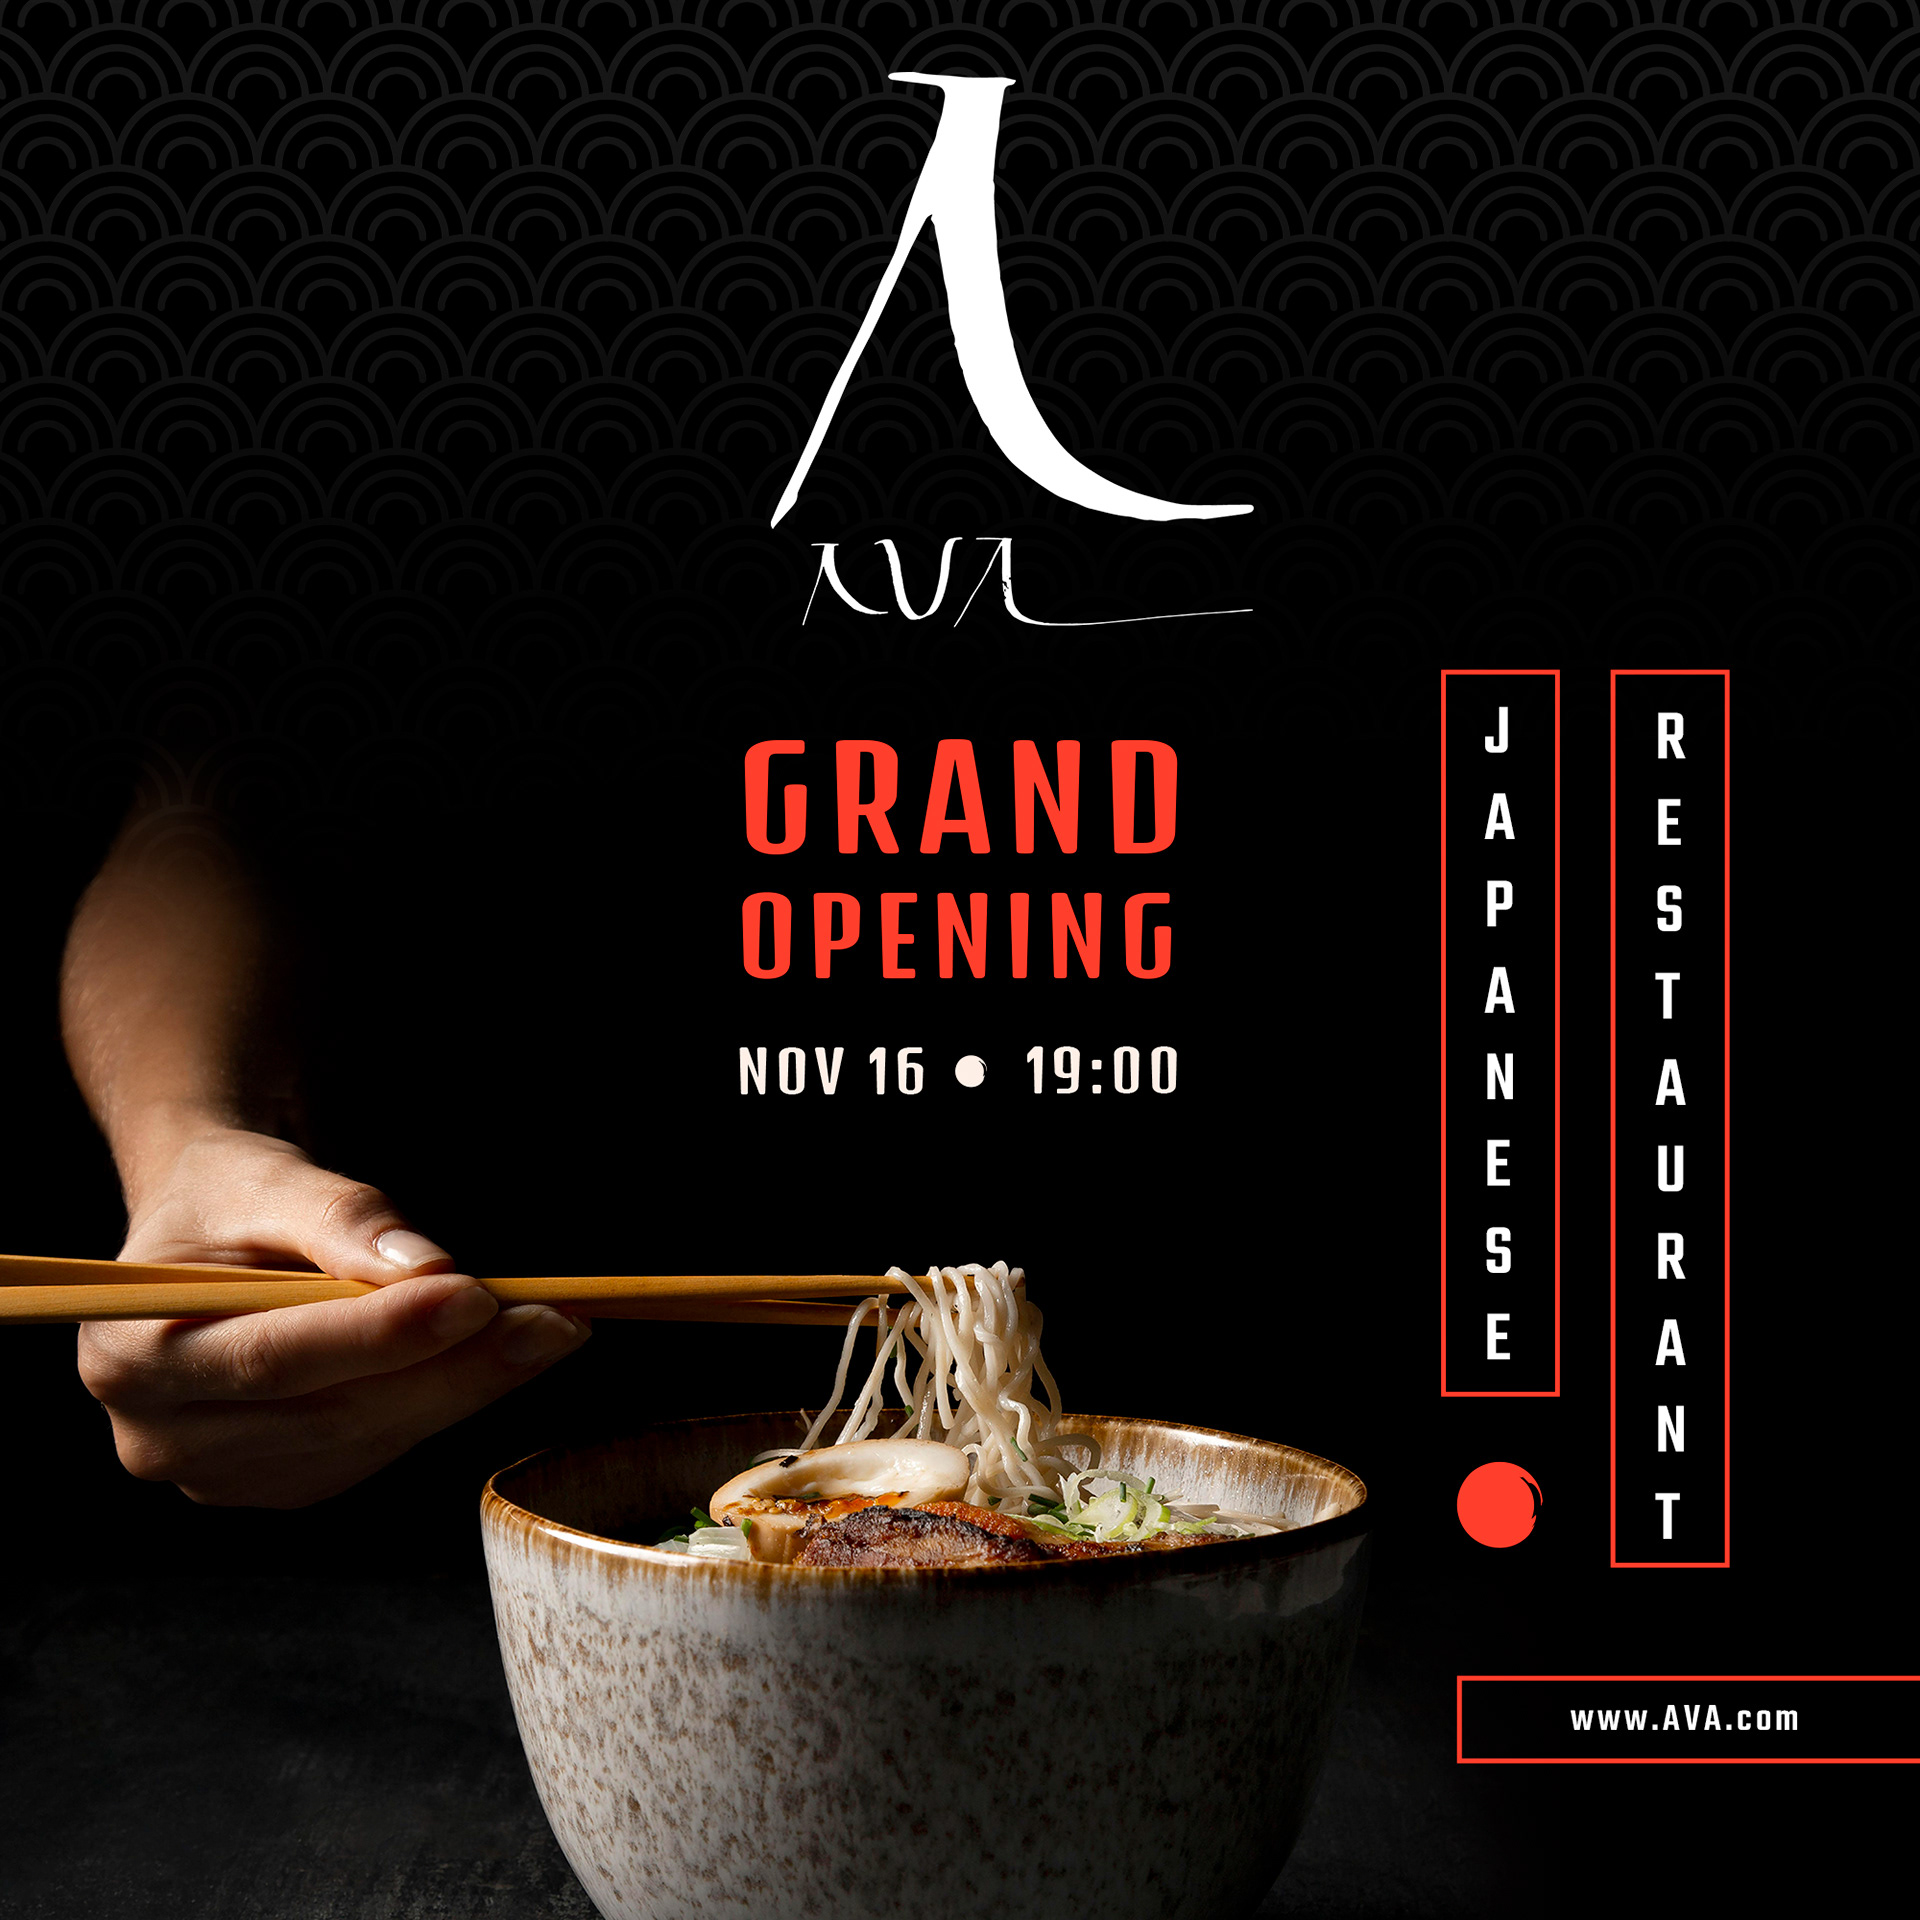 AVA
GRAND
OPENING
NOV 16 • 19:00
JAPANESE
RESTAURANT
www.AVA.com